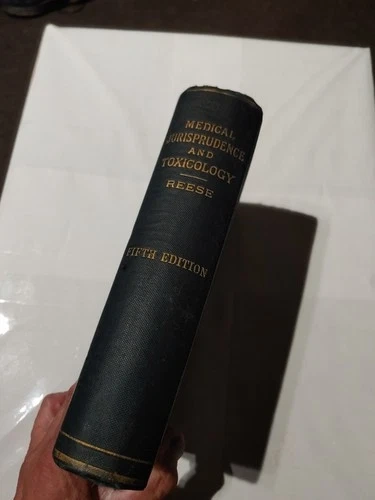 MEDICAL
JURISPRUDENCE
AND
TOXICOLOGY
REESE
FIFTH EDITION